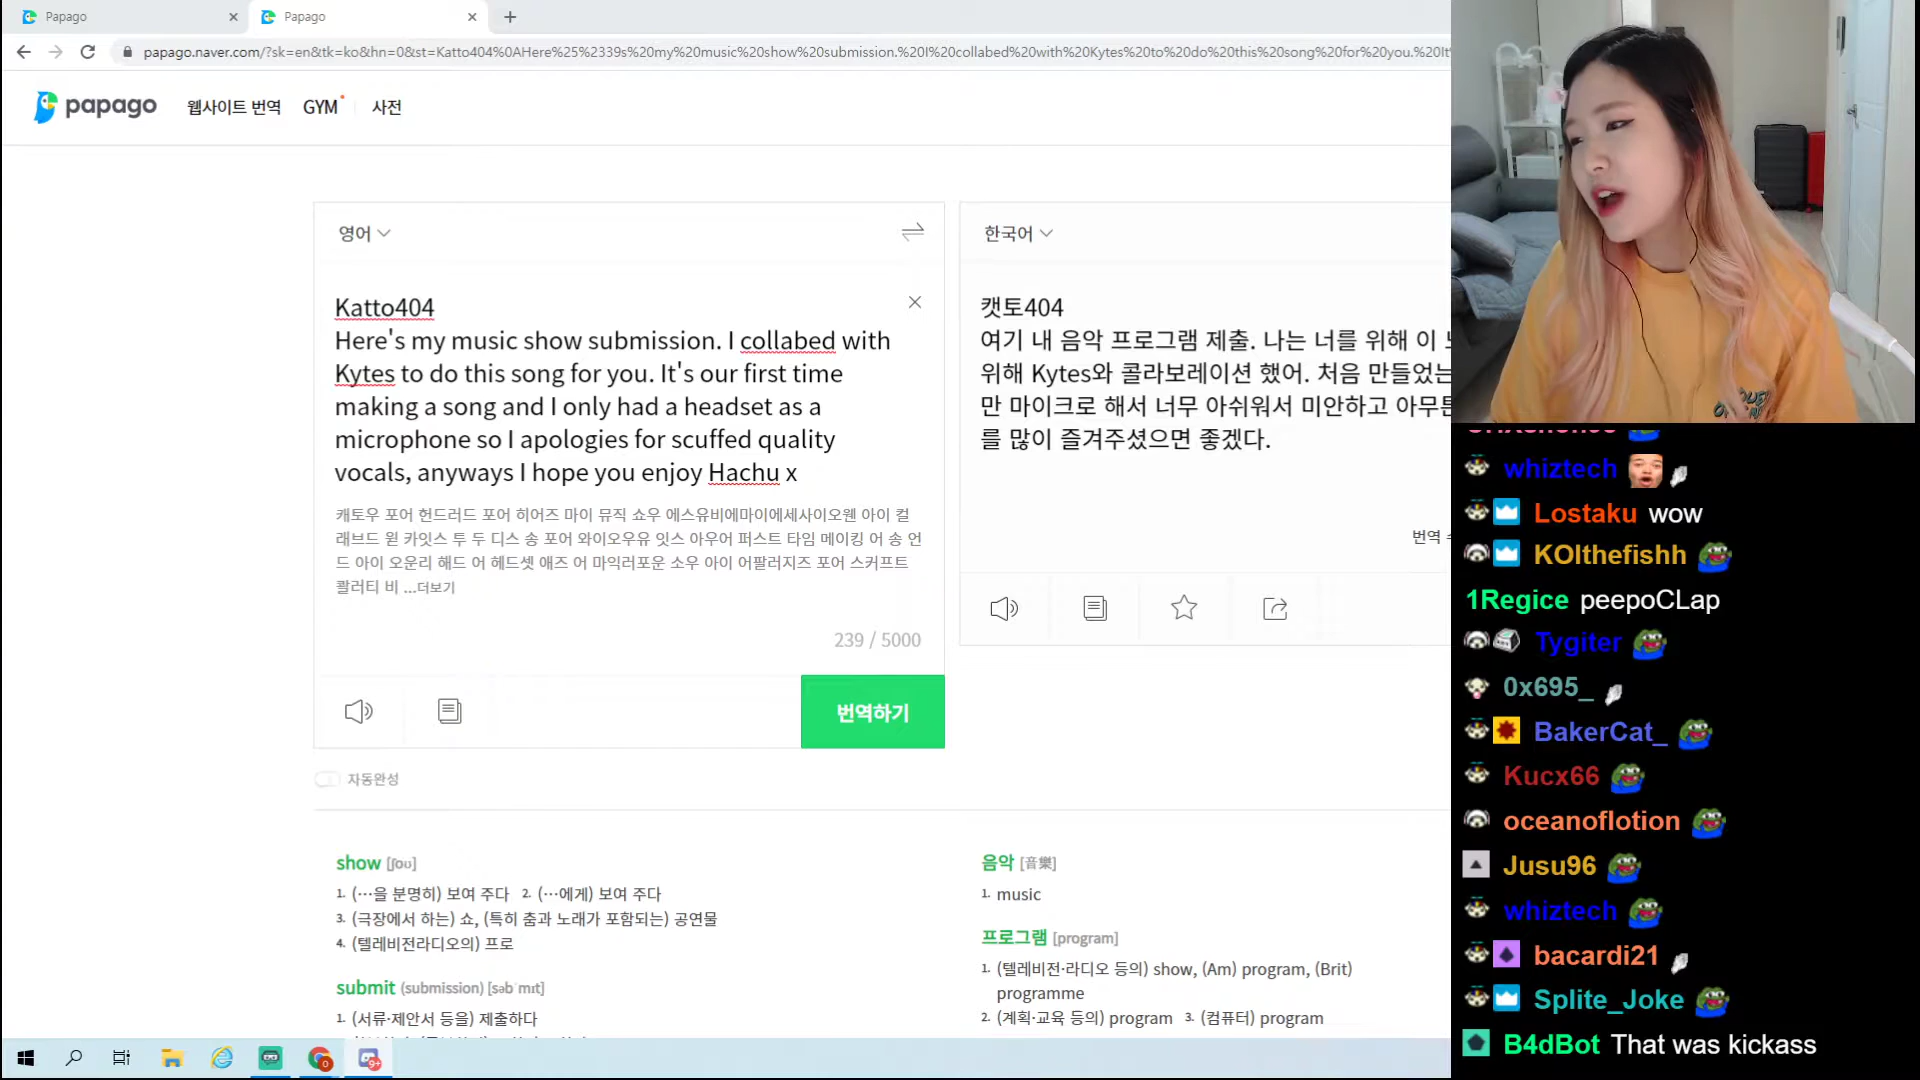 Papago
Papago
papago.naver.com/?sk=en&tk=ko&hn=0&st=Katto404%0AHere%25%2339s%20my%20music%20show%20submission.%20I%20collabed%20with%20Kytes%20to%20do%20this%20song%20for%20you.%20It'
papago 웹사이트 번역 GYM 사전
영어
Katto404
Here's my music show submission. I collabed with
Kytes to do this song for you. It's our first time
making a song and I only had a headset as a
microphone so I apologies for scuffed quality
vocals, anyways I hope you enjoy Hachu x
캐토우 포어 헌드러드 포어 히어즈 마이 뮤직 쇼우 에스유비에마이에세사이오웬 아이 컬
래브드 윋 카잇스 투 두 디스 송 포어 와이오우유 잇스 아우어 퍼스트 타임 메이킹 어 송 언
드 아이 오운리 해드 어 헤드셋 애즈 어 마익러포운 소우 아이 어팔러지즈 포어 스커프트
콸러티 비 ...더보기
239 / 5000
번역하기
자동완성
한국어
캣토404
여기 내 음악 프로그램 제출. 나는 너를 위해 이
위해 Kytes와 콜라보레이션 했어. 처음 만들었는
만 마이크로 해서 너무 아쉬워서 미안하고 아무튼
를 많이 즐겨주셨으면 좋겠다.
번역
show [ʃoʊ]
1. (…을 분명히) 보여 주다 2. (…에게) 보여 주다
3. (극장에서 하는) 쇼, (특히 춤과 노래가 포함되는) 공연물
4. (텔레비전라디오의) 프로
submit (submission) [səbˈmɪt]
1. (서류·제안서 등을) 제출하다
음악 [音樂]
1. music
프로그램 [program]
1. (텔레비전·라디오 등의) show, (Am) program, (Brit)
programme
2. (계획·교육 등의) program 3. (컴퓨터) program
9+
whiztech
Lostaku wow
KOIthefishh
1Regice peepoCLap
Tygiter
0x695_
BakerCat_
Kucx66
oceanoflotion
Jusu96
whiztech
bacardi21
Splite_Joke
B4dBot That was kickass